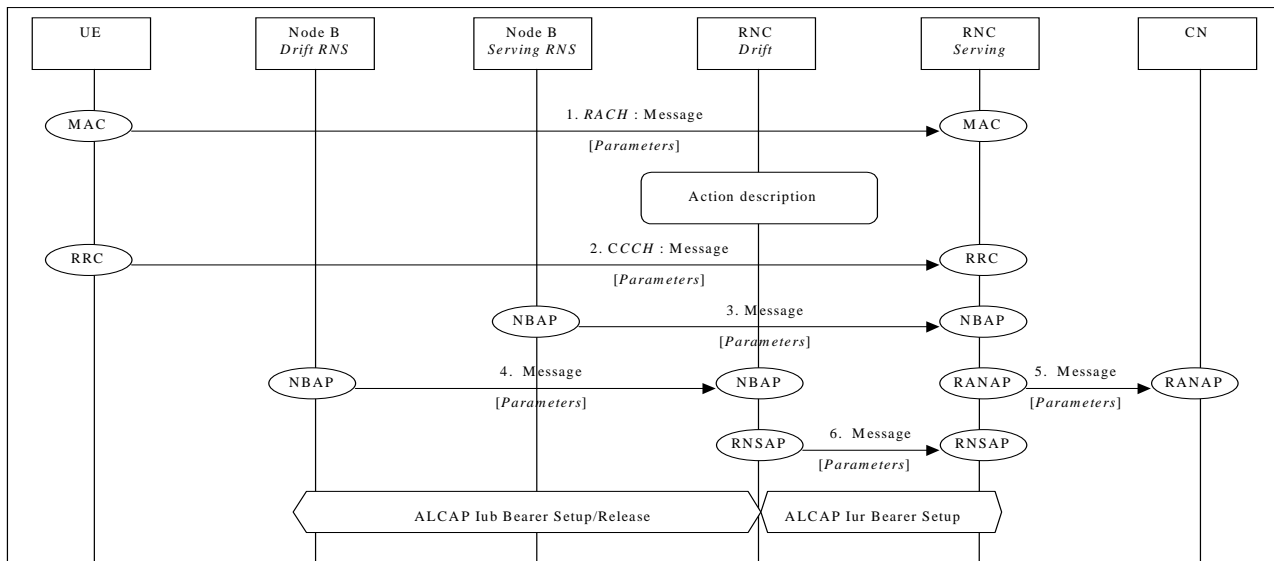 UE
Node B
Drift RNS
Node B
Serving RNS
RNC
Drift
RNC
Serving
CN
MAC
1. RACH : Message
MAC
[Parameters]
Action description
RRC
2. CCCH : Message
RRC
[Parameters]
NBAP
3. Message
NBAP
[Parameters]
NBAP
4. Message
NBAP
[Parameters]
RANAP
5. Message
RANAP
[Parameters]
RNSAP
6. Message
RNSAP
[Parameters]
ALCAP Iub Bearer Setup/Release
ALCAP Iur Bearer Setup